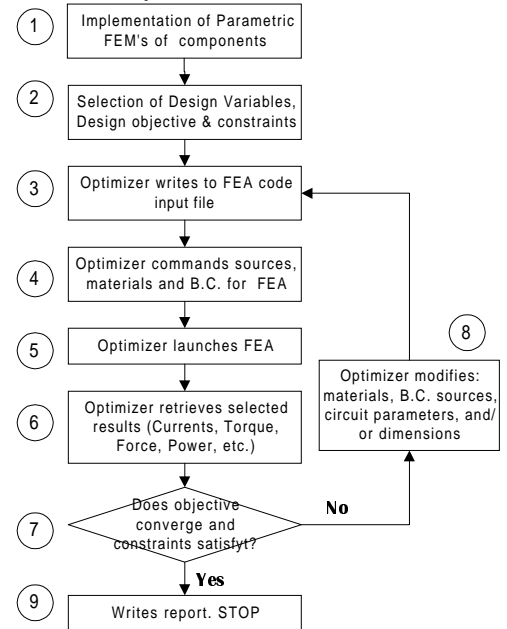 1
Implementation of Parametric
FEM's of components
2
Selection of Design Variables,
Design objective & constraints
3
Optimizer writes to FEA code
input file
4
Optimizer commands sources,
materials and B.C. for FEA
5
Optimizer launches FEA
6
Optimizer retrieves selected
results (Currents, Torque,
Force, Power, etc.)
7
Does objective
converge and
constraints satisfyt?
No
8
Optimizer modifies:
materials, B.C. sources,
circuit parameters, and/
or dimensions
Yes
9
Writes report. STOP